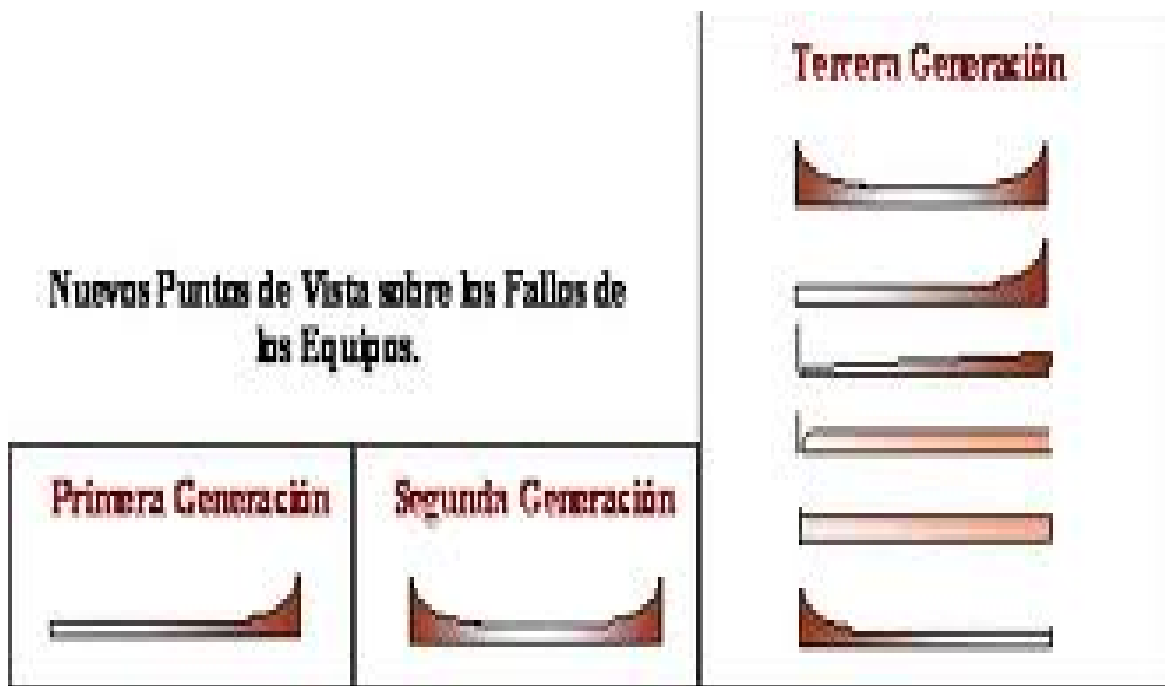 Tercera Generación
Nuevos Puntos de Vista sobre los Fallos de
los Equipos.
Primera Generación
Segunda Generación